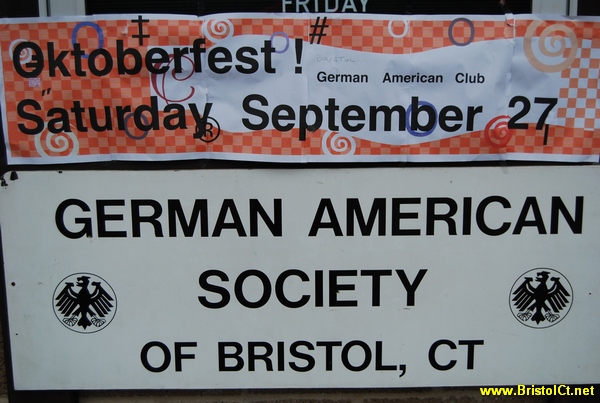 FRIDAY
Oktoberfest !
German American Club
Saturday September 27
GERMAN AMERICAN
SOCIETY
OF BRISTOL, CT
www.BristolCt.net